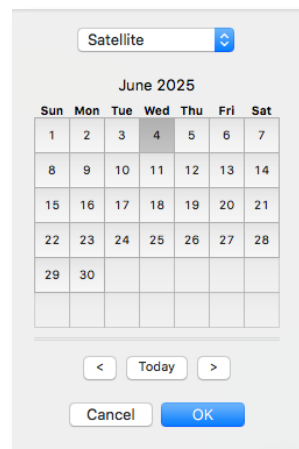 Satellite
June 2025
Sun Mon Tue Wed Thu Fri Sat
1 2 3 4 5 6 7
8 9 10 11 12 13 14
15 16 17 18 19 20 21
22 23 24 25 26 27 28
29 30
< Today >
Cancel OK